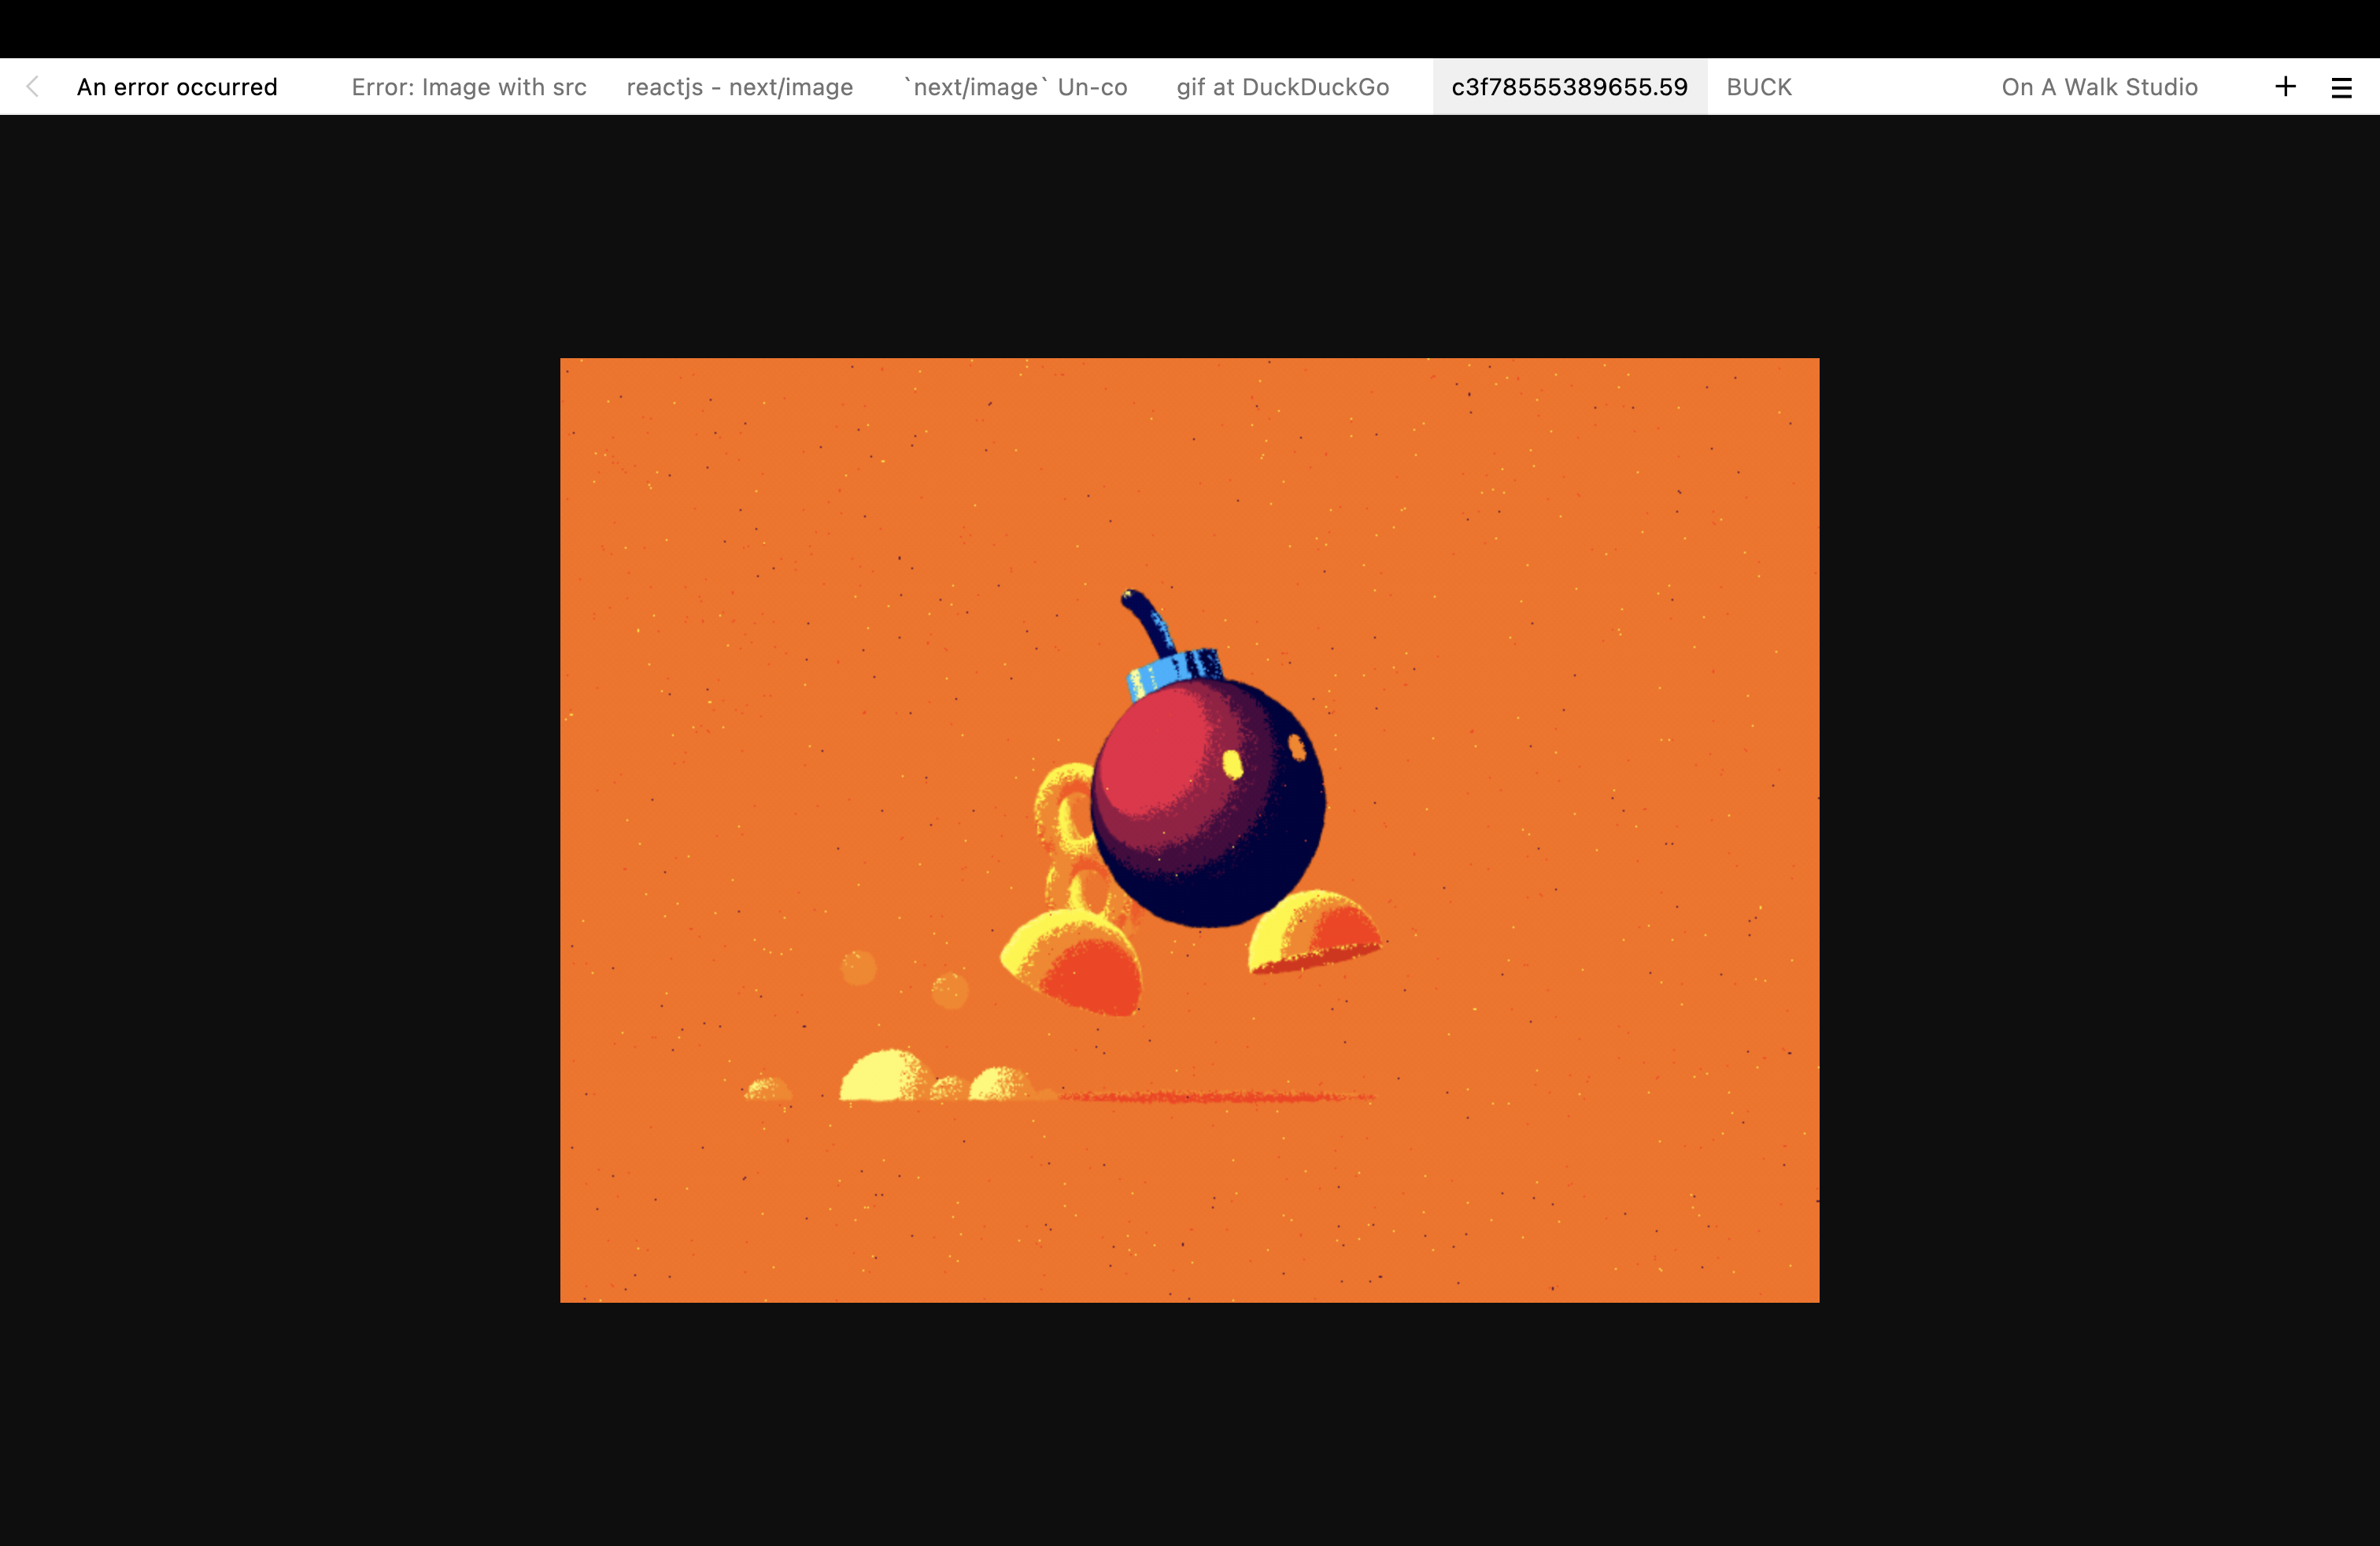 An error occurred
Error: Image with src
reactjs - next/image
`next/image` Un-co
gif at DuckDuckGo
c3f78555389655.59
BUCK
On A Walk Studio